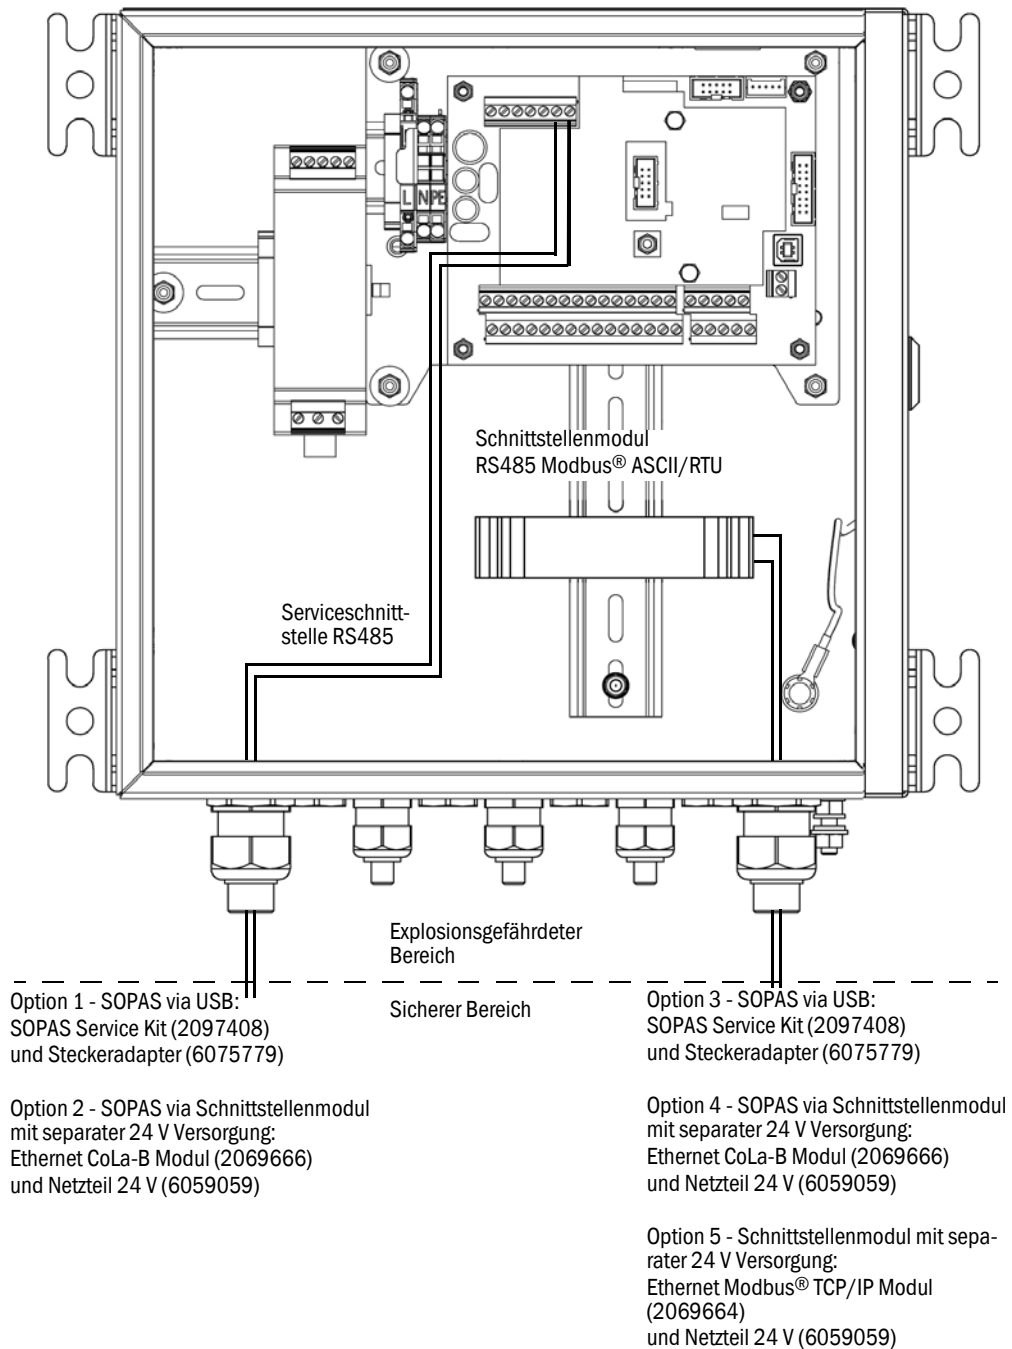 L N PE
Schnittstellenmodul
RS485 Modbus® ASCII/RTU
Serviceschnitt-
stelle RS485
Explosionsgefährdeter
Bereich
Sicherer Bereich
Option 1 - SOPAS via USB:
SOPAS Service Kit (2097408)
und Steckeradapter (6075779)
Option 2 - SOPAS via Schnittstellenmodul
mit separater 24 V Versorgung:
Ethernet CoLa-B Modul (2069666)
und Netzteil 24 V (6059059)
Option 3 - SOPAS via USB:
SOPAS Service Kit (2097408)
und Steckeradapter (6075779)
Option 4 - SOPAS via Schnittstellenmodul
mit separater 24 V Versorgung:
Ethernet CoLa-B Modul (2069666)
und Netzteil 24 V (6059059)
Option 5 - Schnittstellenmodul mit sepa-
rater 24 V Versorgung:
Ethernet Modbus® TCP/IP Modul
(2069664)
und Netzteil 24 V (6059059)